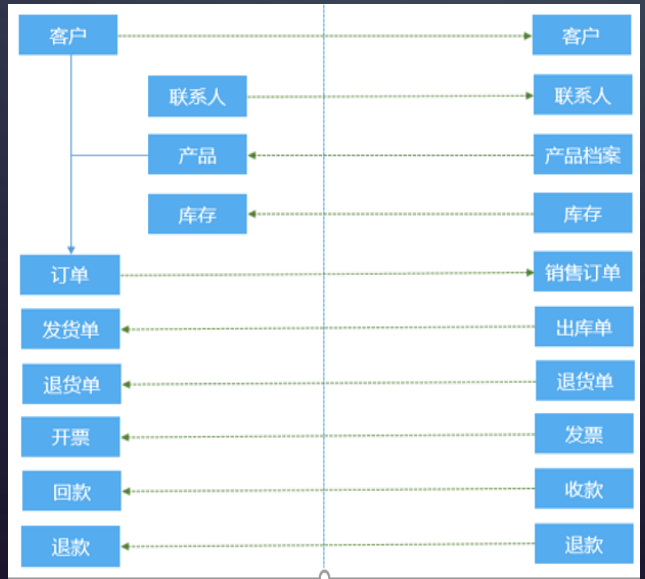 客户
客户
联系人
联系人
产品
产品档案
库存
库存
订单
销售订单
发货单
出库单
退货单
退货单
开票
发票
回款
收款
退款
退款